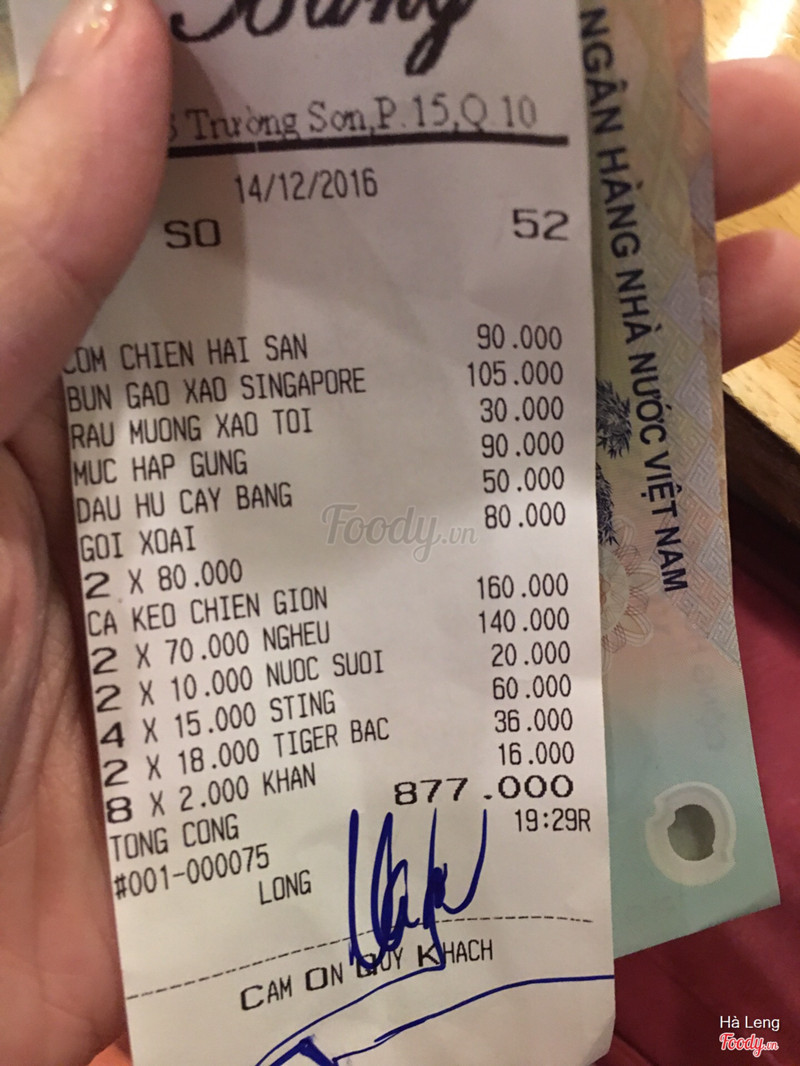 Trường Sơn,P.15,Q.10
14/12/2016
SO 52
COM CHIEN HAI SAN 90.000
BUN GAO XAO SINGAPORE 105.000
RAU MUONG XAO TOI 30.000
MUC HAP GUNG 90.000
DAU HU CAY BANG 50.000
GOI XOAI 80.000
2 X 80.000
CA KEO CHIEN GION 160.000
2 X 70.000 NGHEU 140.000
2 X 10.000 NUOC SUOI 20.000
4 X 15.000 STING 60.000
2 X 18.000 TIGER BAC 36.000
8 X 2.000 KHAN 16.000
TONG CONG 877.000
#001-000075 19:29R
LONG
CAM ON QUY KHACH
NGÂN HÀNG NHÀ NƯỚC VIỆT NAM
Foody.vn
Hà Leng
Foody.vn